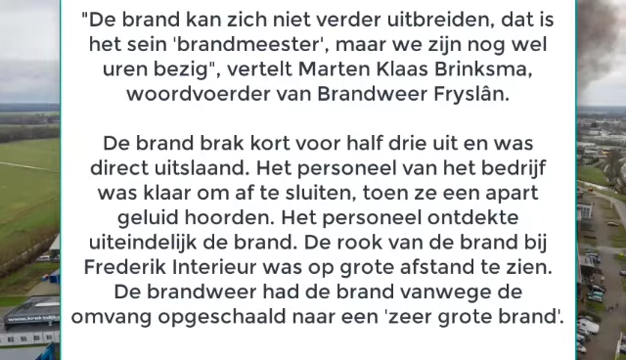 "De brand kan zich niet verder uitbreiden, dat is
het sein 'brandmeester', maar we zijn nog wel
uren bezig", vertelt Marten Klaas Brinksma,
woordvoerder van Brandweer Fryslân.
De brand brak kort voor half drie uit en was
direct uitslaand. Het personeel van het bedrijf
was klaar om af te sluiten, toen ze een apart
geluid hoorden. Het personeel ontdekte
uiteindelijk de brand. De rook van de brand bij
Frederik Interieur was op grote afstand te zien.
De brandweer had de brand vanwege de
omvang opgeschaald naar een 'zeer grote brand'.